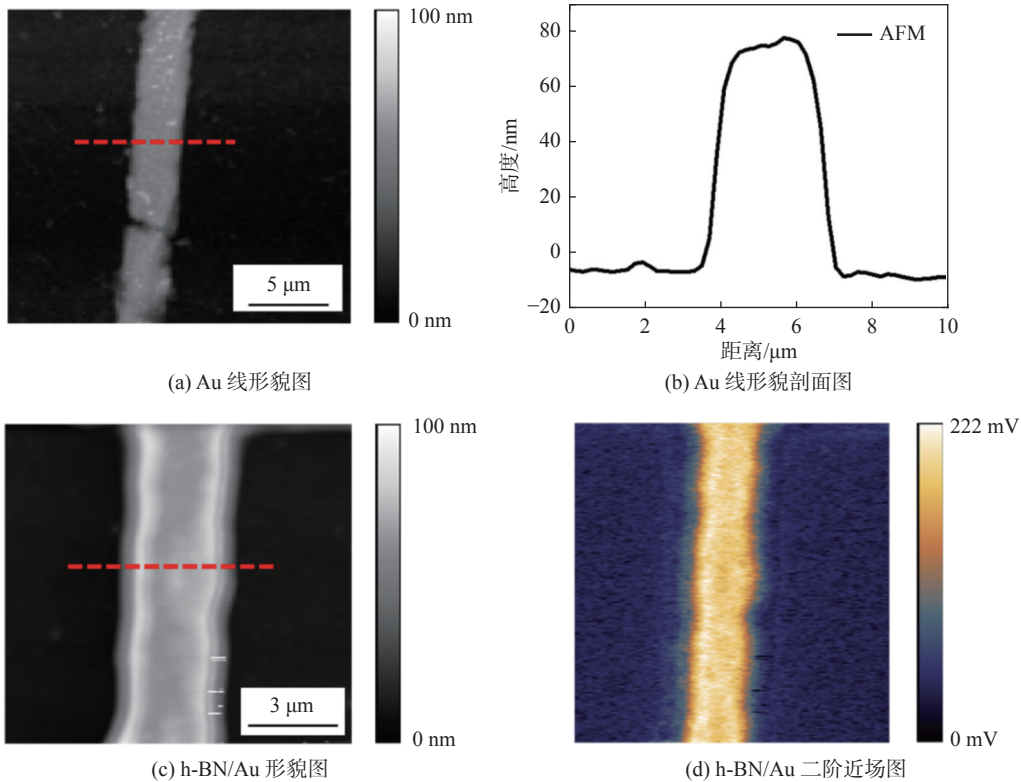 100 nm
5 μm
0 nm
(a) Au 线形貌图
80
60
40
20
0
−20
高度/nm
AFM
0
2
4
6
8
10
距离/μm
(b) Au 线形貌剖面图
100 nm
3 μm
0 nm
(c) h-BN/Au 形貌图
222 mV
0 mV
(d) h-BN/Au 二阶近场图